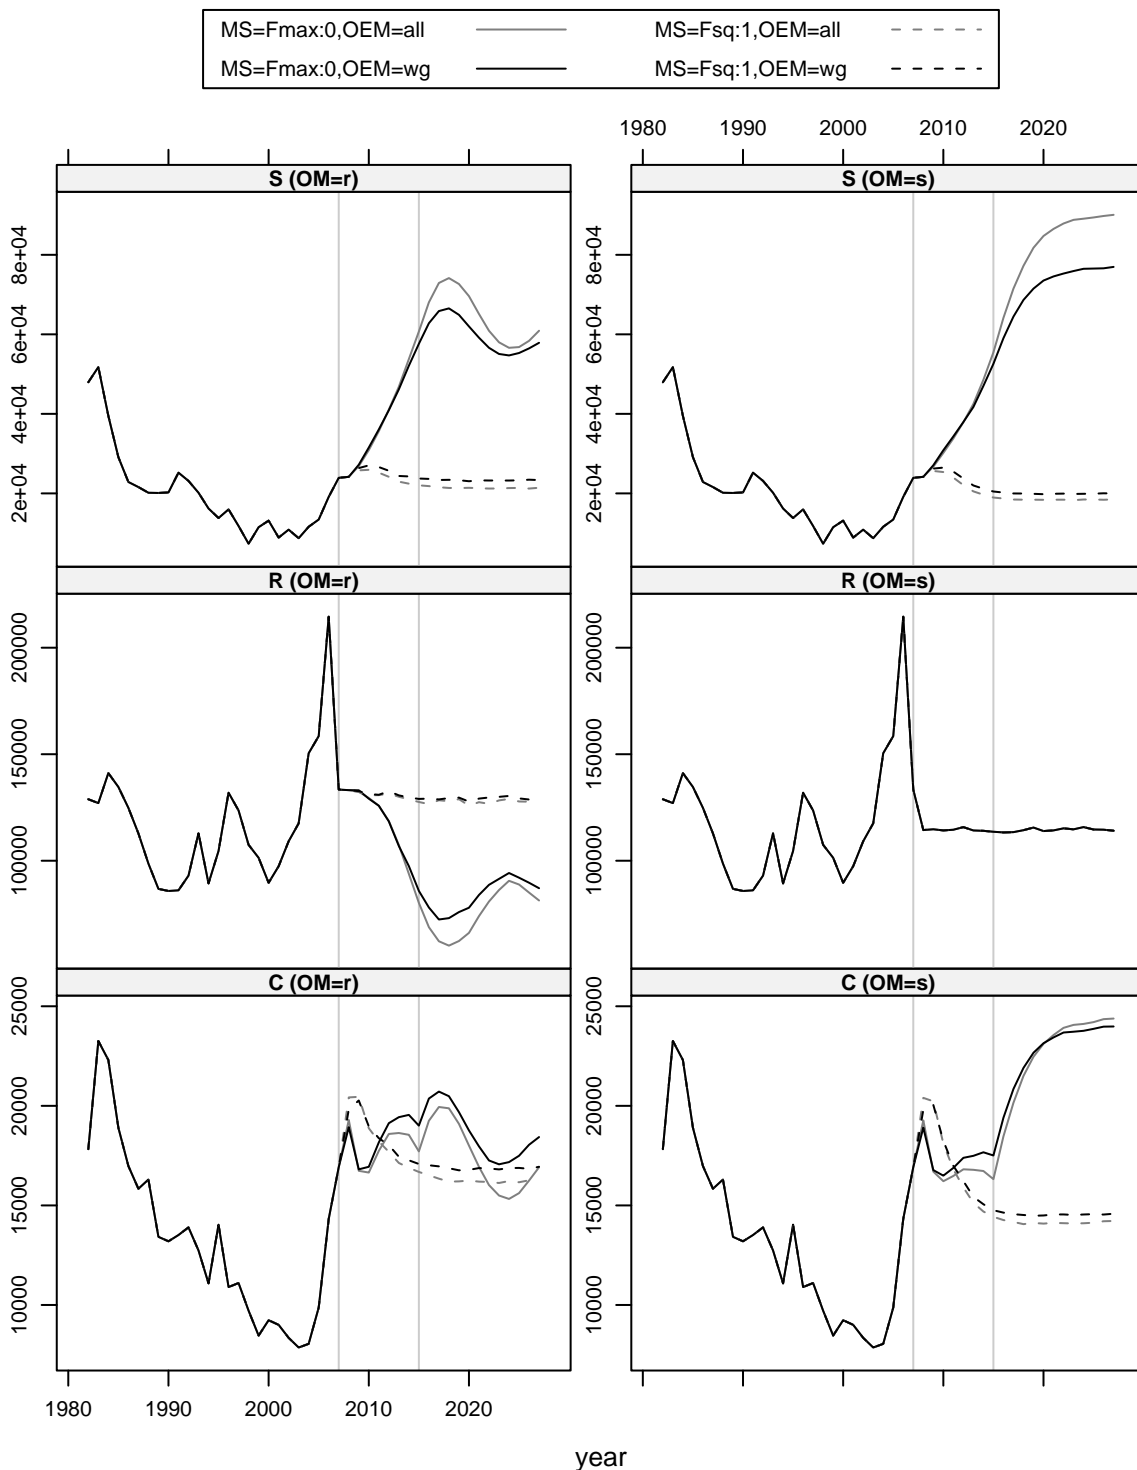 MS=Fmax:0,OEM=all MS=Fsq:1,OEM=all
MS=Fmax:0,OEM=wg MS=Fsq:1,OEM=wg
1980 1990 2000 2010 2020
S (OM=r) S (OM=s)
2e+04 4e+04 6e+04 8e+04
2e+04 4e+04 6e+04 8e+04
R (OM=r) R (OM=s)
100000 150000 200000
100000 150000 200000
C (OM=r) C (OM=s)
10000 15000 20000 25000
10000 15000 20000 25000
1980 1990 2000 2010 2020
year